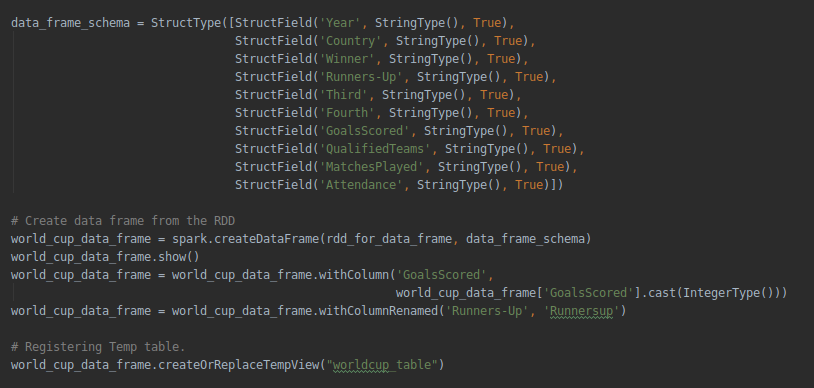 data_frame_schema = StructType([StructField('Year', StringType(), True),
StructField('Country', StringType(), True),
StructField('Winner', StringType(), True),
StructField('Runners-Up', StringType(), True),
StructField('Third', StringType(), True),
StructField('Fourth', StringType(), True),
StructField('GoalsScored', StringType(), True),
StructField('QualifiedTeams', StringType(), True),
StructField('MatchesPlayed', StringType(), True),
StructField('Attendance', StringType(), True)])
# Create data frame from the RDD
world_cup_data_frame = spark.createDataFrame(rdd_for_data_frame, data_frame_schema)
world_cup_data_frame.show()
world_cup_data_frame = world_cup_data_frame.withColumn('GoalsScored',
world_cup_data_frame['GoalsScored'].cast(IntegerType()))
world_cup_data_frame = world_cup_data_frame.withColumnRenamed('Runners-Up', 'Runnersup')
# Registering Temp table.
world_cup_data_frame.createOrReplaceTempView("worldcup_table")